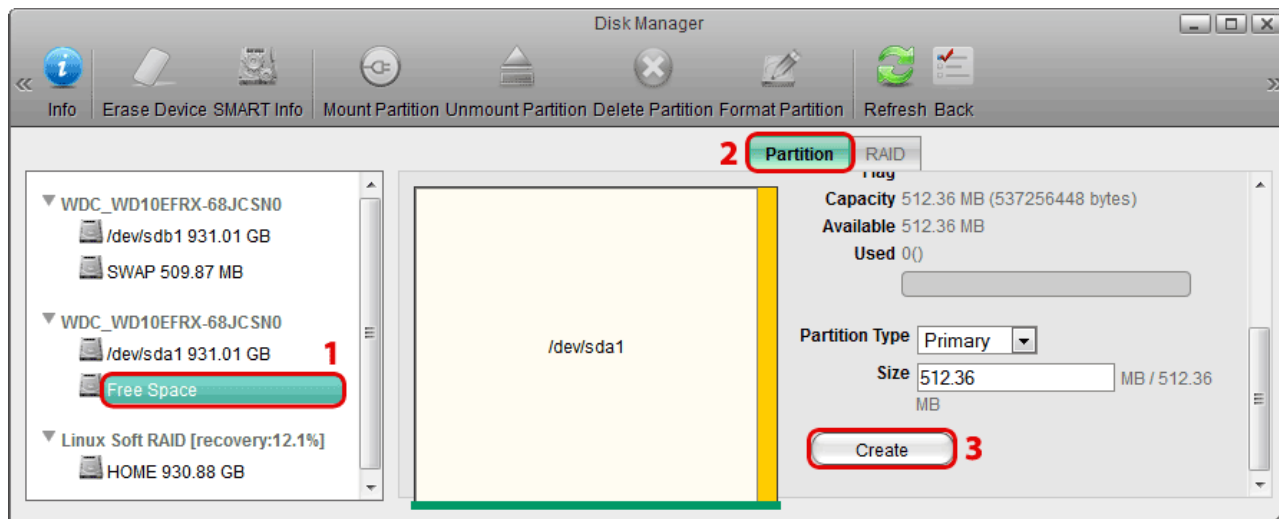 Disk Manager
Info
Erase Device
SMART Info
Mount Partition
Unmount Partition
Delete Partition
Format Partition
Refresh
Back
2
Partition
RAID
WDC_WD10EFRX-68JCSN0
/dev/sdb1 931.01 GB
SWAP 509.87 MB
WDC_WD10EFRX-68JCSN0
/dev/sda1 931.01 GB
1
Free Space
Linux Soft RAID [recovery:12.1%]
HOME 930.88 GB
/dev/sda1
Flag
Capacity 512.36 MB (537256448 bytes)
Available 512.36 MB
Used 0()
Partition Type Primary
Size 512.36 MB / 512.36
MB
Create 3